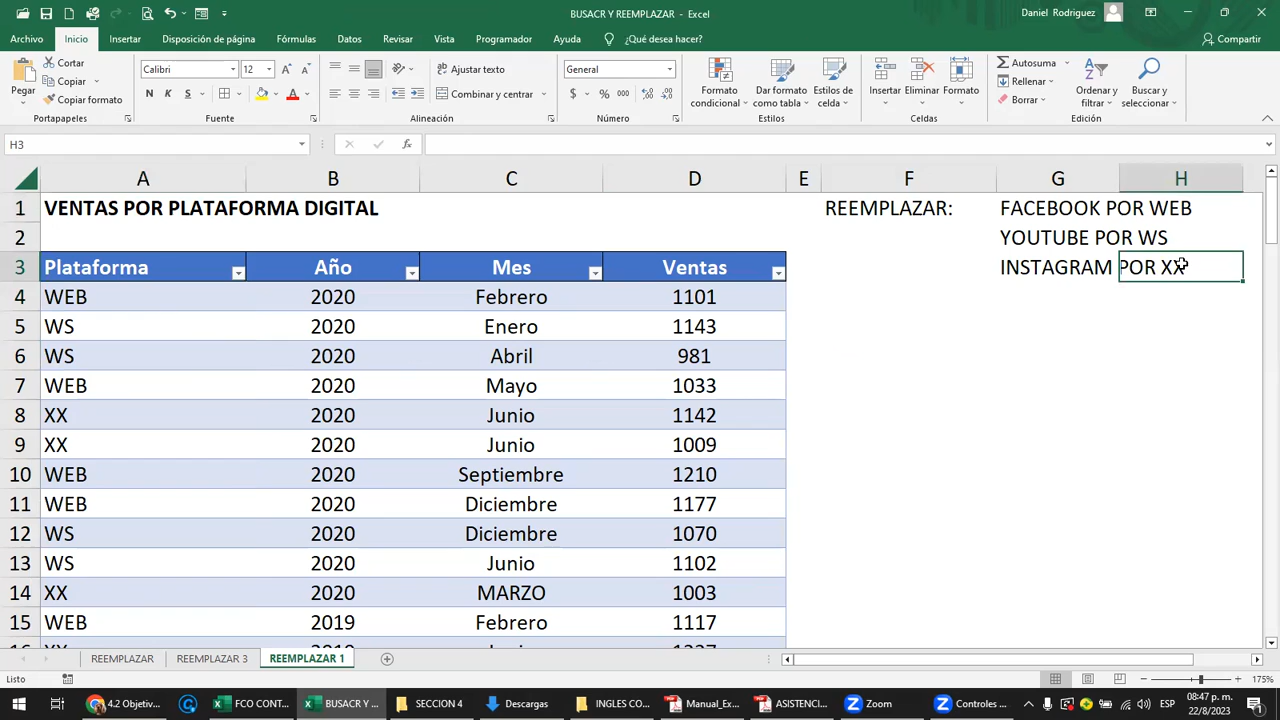 BUSACR Y REEMPLAZAR - Excel
Daniel Rodriguez
Archivo Inicio Insertar Disposición de página Fórmulas Datos Revisar Vista Programador Ayuda ¿Qué desea hacer? Compartir
Pegar
Cortar
Copiar
Copiar formato
Portapapeles
Calibri 12
N K S
Fuente
Ajustar texto
Combinar y centrar
Alineación
General
$ % 000
Número
Formato condicional
Dar formato como tabla
Estilos de celda
Estilos
Insertar Eliminar Formato
Celdas
Autosuma
Rellenar
Borrar
Ordenar y filtrar
Buscar y seleccionar
Edición
H3
fx
A B C D E F G H
1 VENTAS POR PLATAFORMA DIGITAL REEMPLAZAR: FACEBOOK POR WEB
2 YOUTUBE POR WS
3 Plataforma Año Mes Ventas INSTAGRAM POR XX
4 WEB 2020 Febrero 1101
5 WS 2020 Enero 1143
6 WS 2020 Abril 981
7 WEB 2020 Mayo 1033
8 XX 2020 Junio 1142
9 XX 2020 Junio 1009
10 WEB 2020 Septiembre 1210
11 WEB 2020 Diciembre 1177
12 WS 2020 Diciembre 1070
13 WS 2020 Junio 1102
14 XX 2020 MARZO 1003
15 WEB 2019 Febrero 1117
REEMPLAZAR REEMPLAZAR 3 REEMPLAZAR 1
Listo
175%
4.2 Objetiv... FCO CONT... BUSACR Y ... SECCION 4 Descargas INGLES CO... Manual_Ex... ASISTENCI... Zoom Controles ...
ESP
08:47 p. m.
22/8/2023